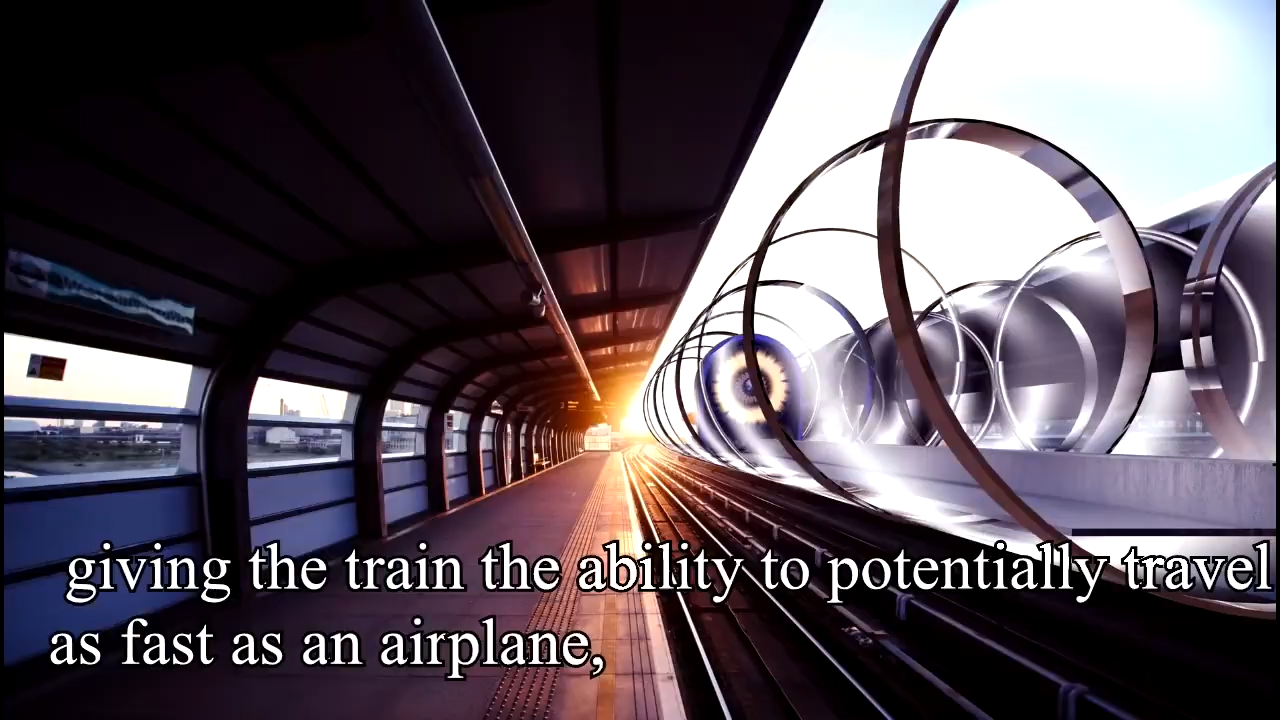 giving the train the ability to potentially travel
as fast as an airplane,